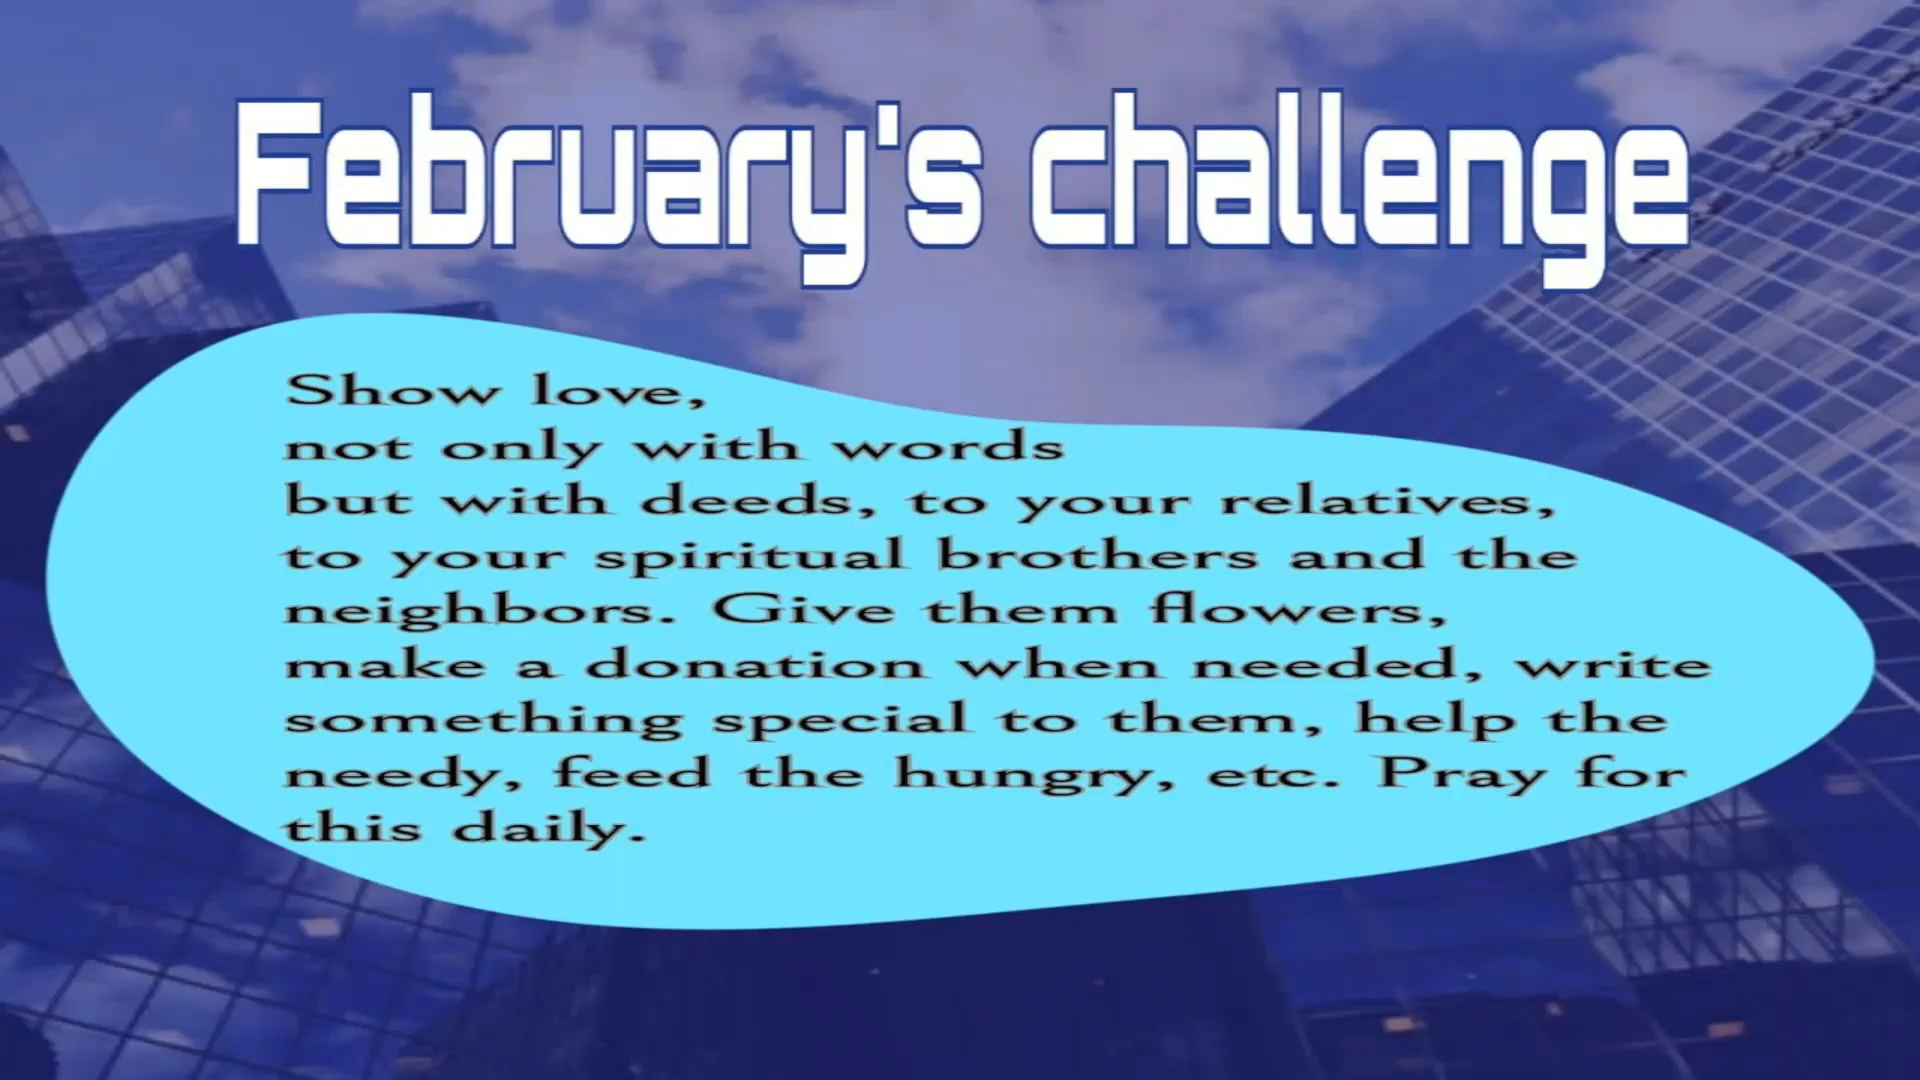 February's challenge
Show love,
not only with words
but with deeds, to your relatives,
to your spiritual brothers and the
neighbors. Give them flowers,
make a donation when needed, write
something special to them, help the
needy, feed the hungry, etc. Pray for
this daily.